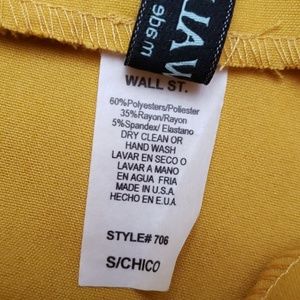 made
WALL ST.
60%Polyesters/Poliester
35%Rayon/Rayon
5%Spandex/ Elastano
DRY CLEAN OR
HAND WASH
LAVAR EN SECO O
LAVAR A MANO
EN AGUA FRIA
MADE IN U.S.A.
HECHO EN E.U.A.
STYLE# 706
S/CHICO